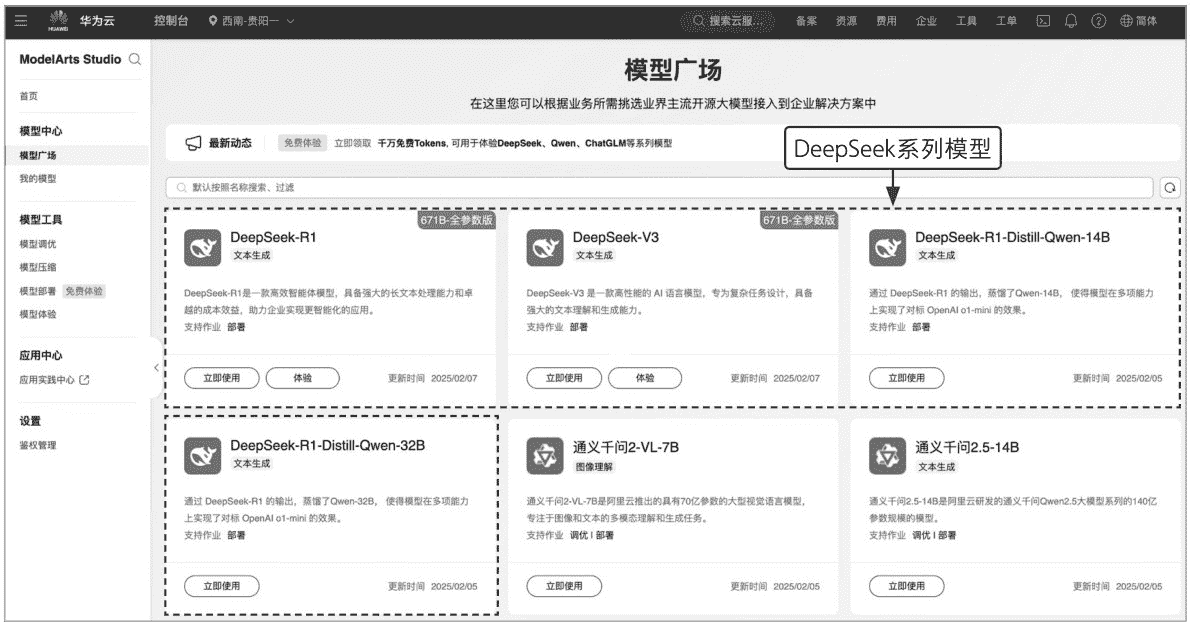 HUAWEI
华为云
控制台
西南-贵阳一
搜索云服...
备案
资源
费用
企业
工具
工单
简体
ModelArts Studio
首页
模型中心
模型广场
我的模型
模型工具
模型调优
模型压缩
模型部署 免费体验
模型体验
应用中心
应用实践中心
设置
鉴权管理
模型广场
在这里您可以根据业务所需挑选业界主流开源大模型接入到企业解决方案中
最新动态
免费体验
立即领取 千万免费Tokens, 可用于体验DeepSeek、Qwen、ChatGLM等系列模型
DeepSeek系列模型
默认按照名称搜索、过滤
671B-全参数版
DeepSeek-R1
文本生成
DeepSeek-R1是一款高效智能体模型，具备强大的长文本处理能力和卓
越的成本效益，助力企业实现更智能化的应用。
支持作业 部署
立即使用
体验
更新时间 2025/02/07
671B-全参数版
DeepSeek-V3
文本生成
DeepSeek-V3 是一款高性能的 AI 语言模型，专为复杂任务设计，具备
强大的文本理解和生成能力。
支持作业 部署
立即使用
体验
更新时间 2025/02/07
DeepSeek-R1-Distill-Qwen-14B
文本生成
通过 DeepSeek-R1 的输出，蒸馏了Qwen-14B， 使得模型在多项能力
上实现了对标 OpenAI o1-mini 的效果。
支持作业 部署
立即使用
更新时间 2025/02/05
DeepSeek-R1-Distill-Qwen-32B
文本生成
通过 DeepSeek-R1 的输出，蒸馏了Qwen-32B， 使得模型在多项能力
上实现了对标 OpenAI o1-mini 的效果。
支持作业 部署
立即使用
更新时间 2025/02/05
通义千问2-VL-7B
图像理解
通义千问2-VL-7B是阿里云推出的具有70亿参数的大型视觉语言模型，
专注于图像和文本的多模态理解和生成任务。
支持作业 调优 | 部署
立即使用
更新时间 2025/02/05
通义千问2.5-14B
文本生成
通义千问2.5-14B是阿里云研发的通义千问Qwen2.5大模型系列的140亿
参数规模的模型。
支持作业 调优 | 部署
立即使用
更新时间 2025/02/05